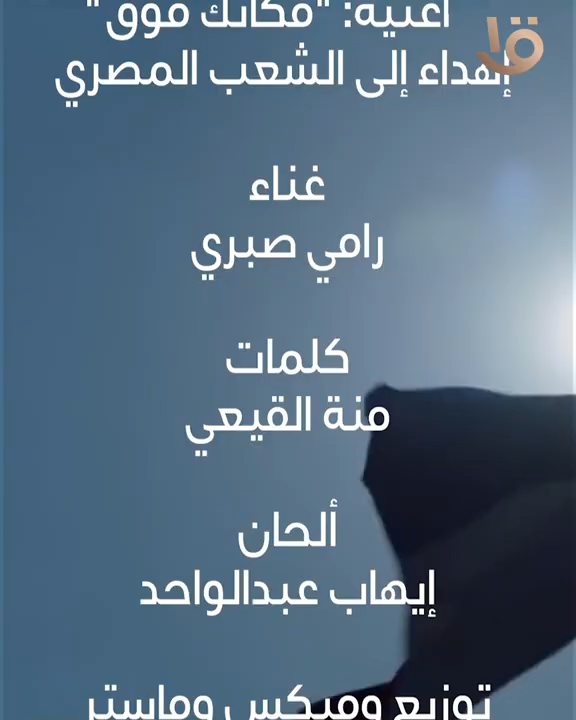 أغنية: "مكانك فوق"
إهداء إلى الشعب المصري
غناء
رامي صبري
كلمات
منة القيعي
ألحان
إيهاب عبدالواحد
توزيع وميكس وماستر